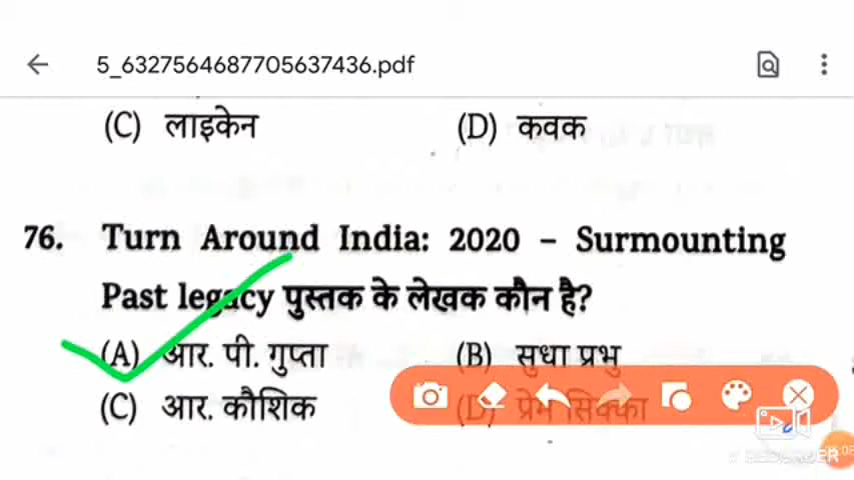 5_6327564687705637436.pdf
(C) लाइकेन (D) कवक
76. Turn Around India: 2020 – Surmounting
Past legacy पुस्तक के लेखक कौन है?
(A) आर. पी. गुप्ता (B) सुधा प्रभु
(C) आर. कौशिक (D) प्रेम सिक्का